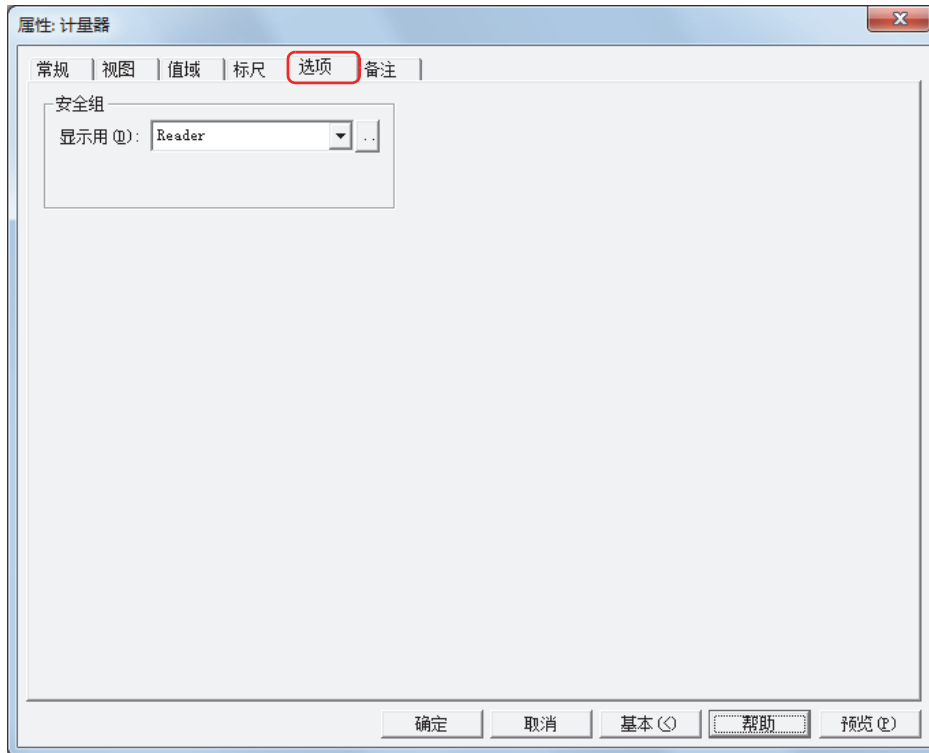 属性: 计量器
常规 视图 值域 标尺 选项 备注
安全组
显示用(D): Reader ..
确定 取消 基本(<) 帮助 预览(P)